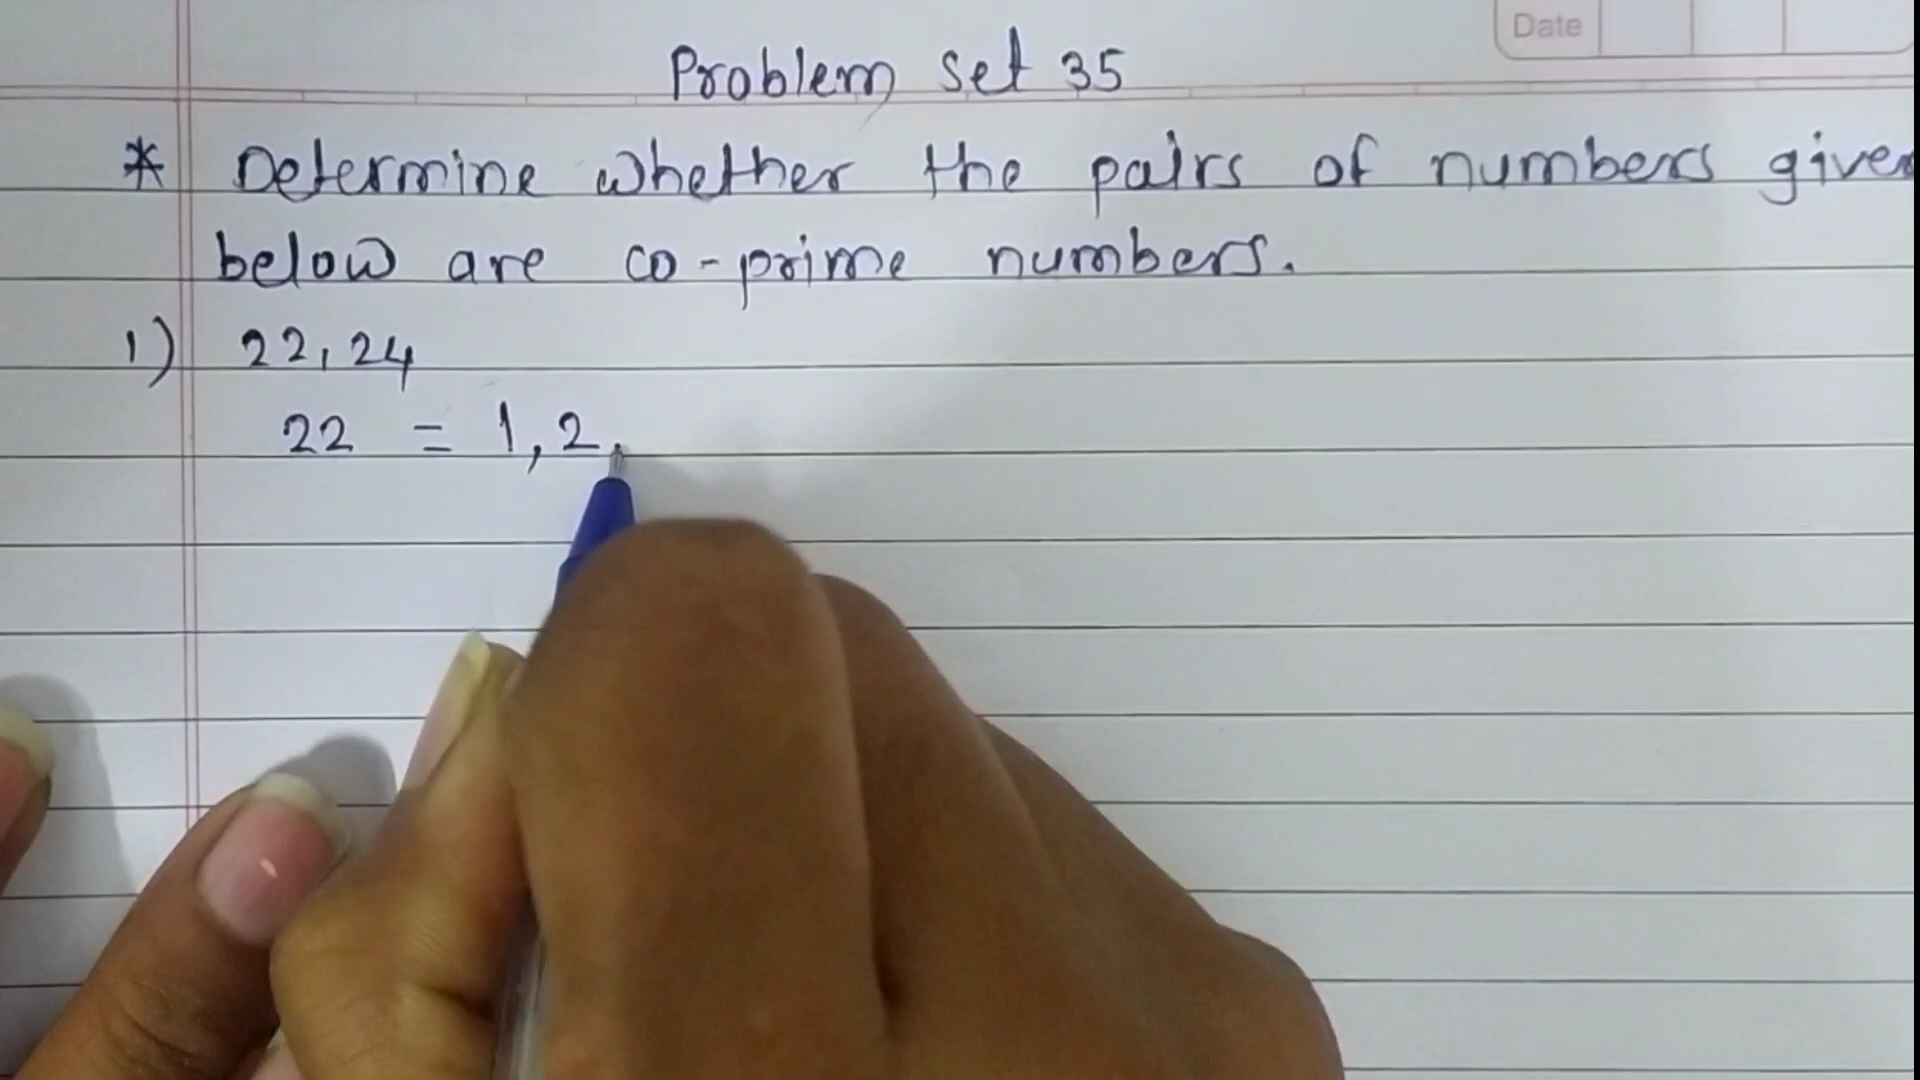 Date
Problem set 35
* Determine whether the pairs of numbers given
below are co-prime numbers.
1) 22, 24
22 = 1, 2,